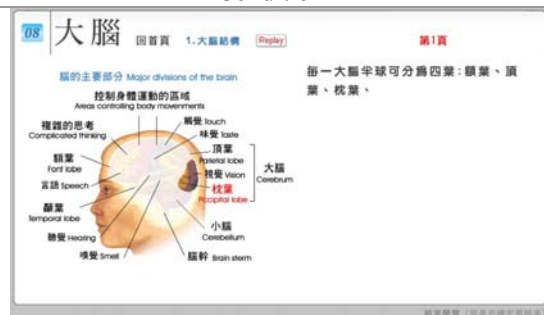 08 大腦 回首頁 1.大腦結構 Replay 第1頁
腦的主要部分 Major divisions of the brain
每一大腦半球可分為四葉：額葉、頂
葉、枕葉、
控制身體運動的區域
Areas controlling body movenments
複雜的思考
Complicated thinking
觸覺 Touch
味覺 Taste
額葉
Font lobe
頂葉
Parietal lobe
視覺 Vision
大腦
Cerebrum
言語 Speech
枕葉
Pccipital lobe
顳葉
Temporal lobe
小腦
Cerebellum
聽覺 Hearing
嗅覺 Smell
腦幹 Brain sterm